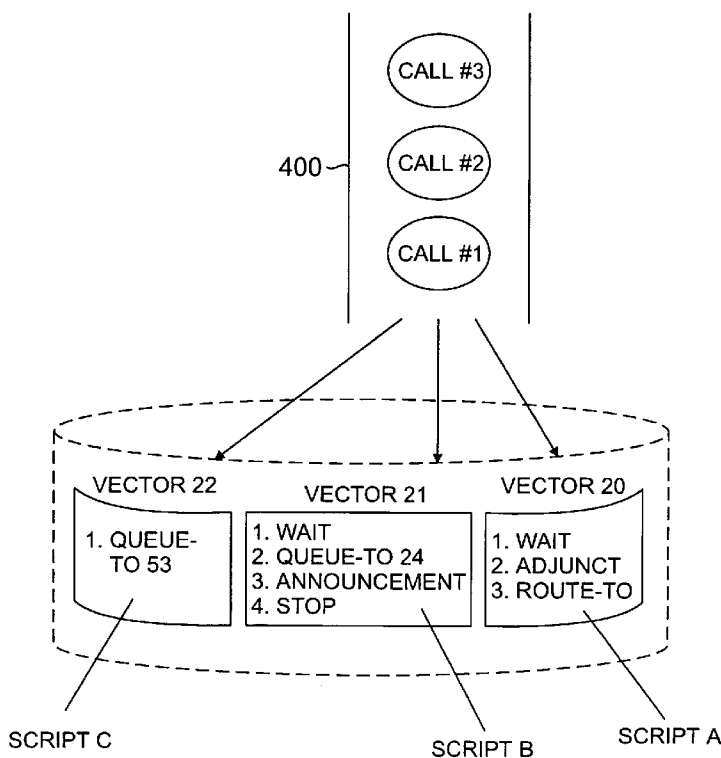 CALL #3
CALL #2
400
CALL #1
VECTOR 22
VECTOR 21
VECTOR 20
1. QUEUE-
TO 53
1. WAIT
2. QUEUE-TO 24
3. ANNOUNCEMENT
4. STOP
1. WAIT
2. ADJUNCT
3. ROUTE-TO
SCRIPT C
SCRIPT B
SCRIPT A